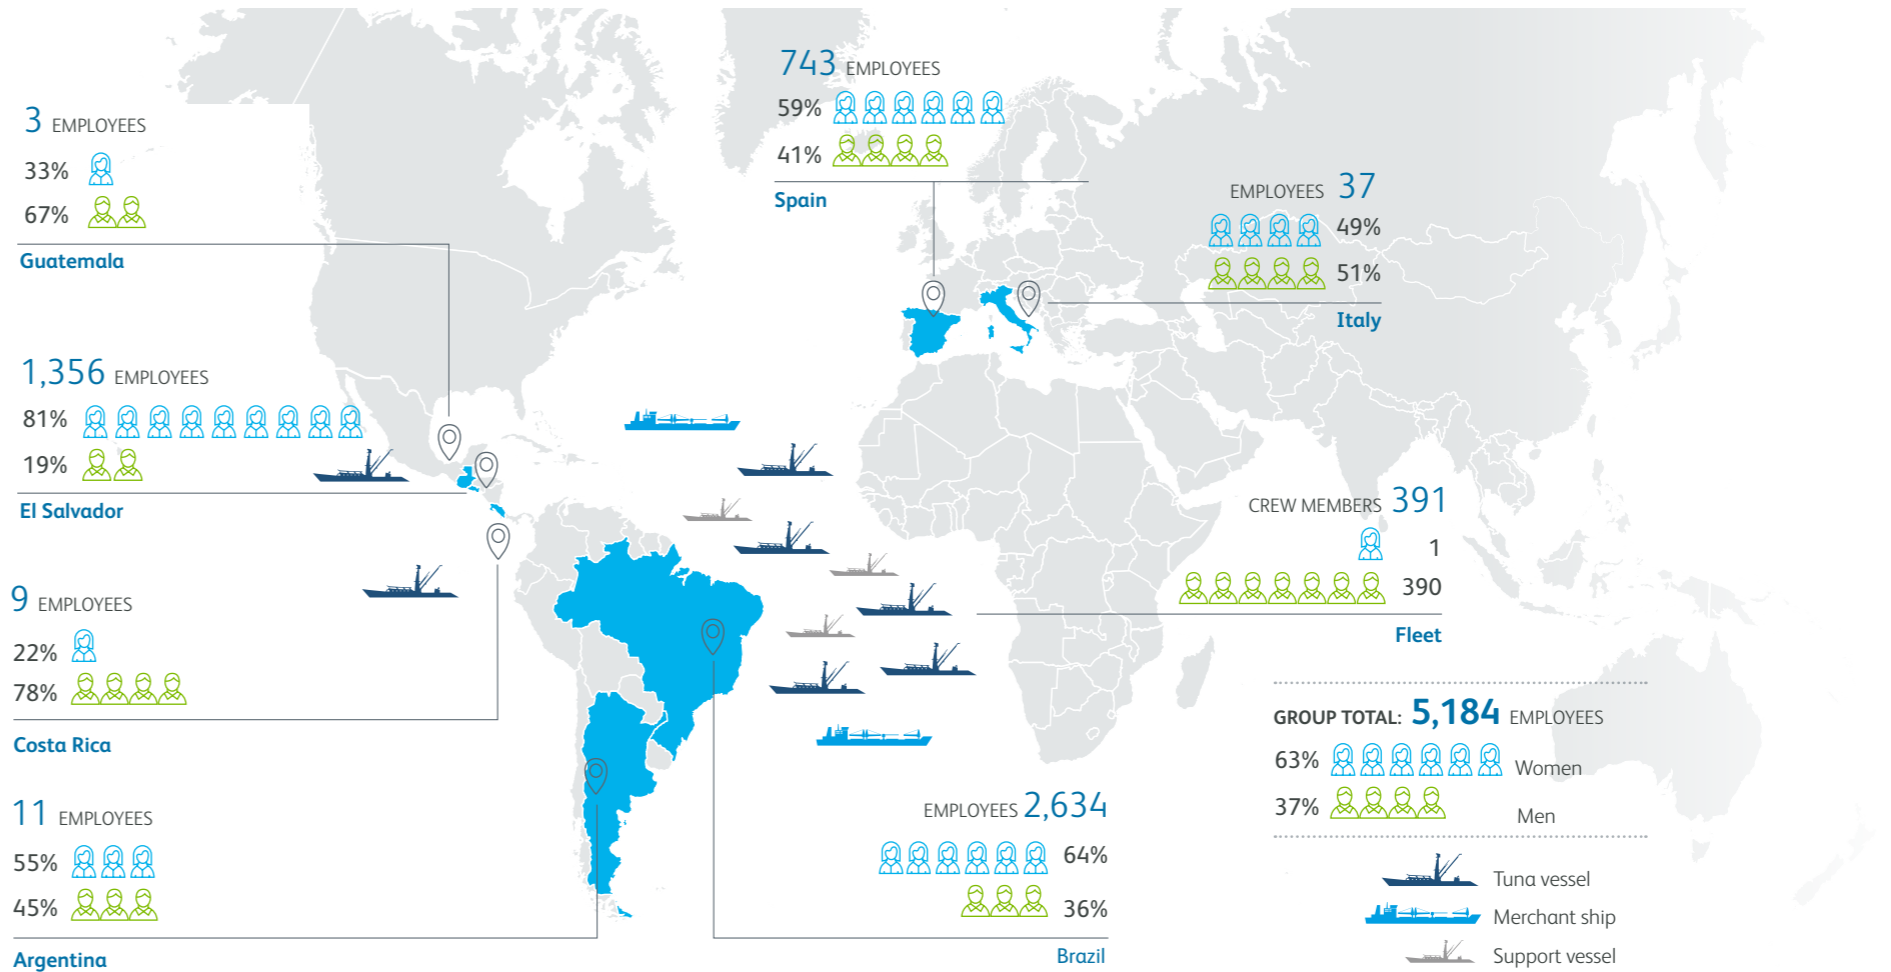 3 EMPLOYEES
33%
67%
Guatemala
1,356 EMPLOYEES
81%
19%
El Salvador
9 EMPLOYEES
22%
78%
Costa Rica
11 EMPLOYEES
55%
45%
Argentina
743 EMPLOYEES
59%
41%
Spain
EMPLOYEES 37
49%
51%
Italy
CREW MEMBERS 391
1
390
Fleet
EMPLOYEES 2,634
64%
36%
Brazil
GROUP TOTAL: 5,184 EMPLOYEES
63% Women
37% Men
Tuna vessel
Merchant ship
Support vessel